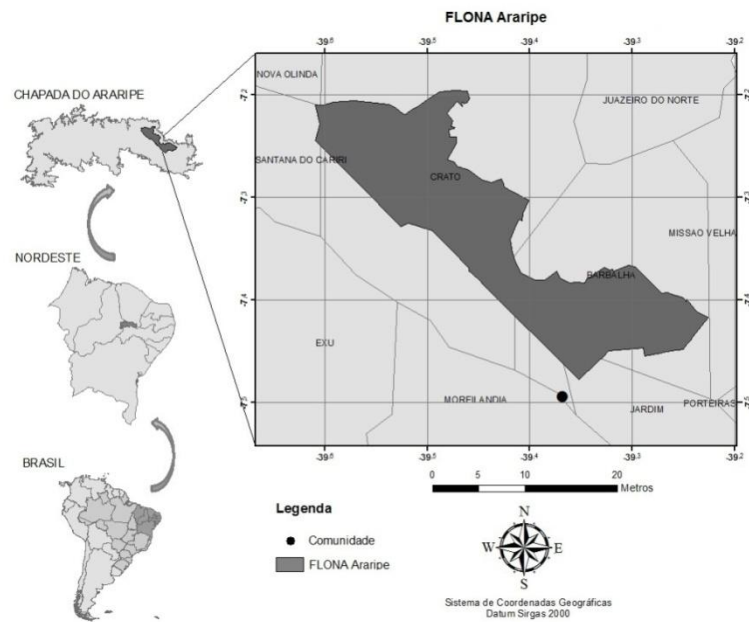 FLONA Araripe
-39.6 -39.5 -39.4 -39.3 -39.2
CHAPADA DO ARARIPE
NORDESTE
BRASIL
NOVA OLINDA
JUAZEIRO DO NORTE
SANTANA DO CARIRI
CRATO
MISSAO VELHA
BARBALHA
EXU
MOREILANDIA
JARDIM
PORTEIRAS
-7.2 -7.2
-7.3 -7.3
-7.4 -7.4
-7.5 -7.5
-39.6 -39.5 -39.4 -39.3 -39.2
0 5 10 20
Metros
Legenda
Comunidade
FLONA Araripe
N
W E
S
Sistema de Coordenadas Geográficas
Datum Sirgas 2000